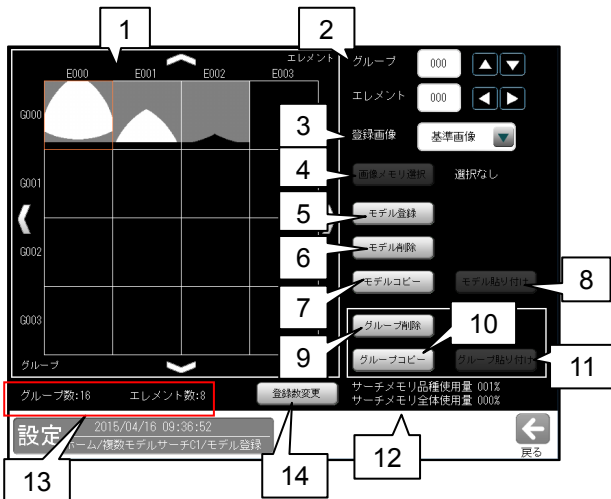 1
2
エレメント
E000 E001 E002 E003
グループ 000
エレメント 000
G000
3
登録画像 基準画像
4
画像メモリ選択 選択なし
G001
5
モデル登録
6
モデル削除
G002
7
モデルコピー モデル貼り付け
8
G003
9
グループ削除
10
グループコピー グループ貼り付け
11
グループ
グループ数:16 エレメント数:8
登録数変更
サーチメモリ品種使用量 001%
サーチメモリ全体使用量 000%
設定
2015/04/16 09:36:52
ホーム/複数モデルサーチC1/モデル登録
戻る
12
13
14